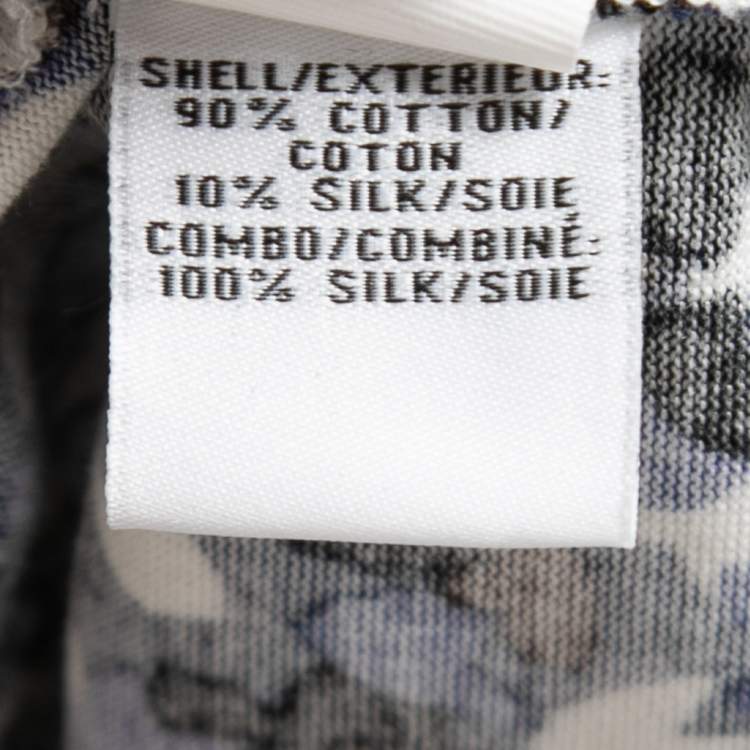 SHELL/EXTERIEUR:
90% COTTON/
COTON
10% SILK/SOIE
COMBO/COMBINÉ:
100% SILK/SOIE